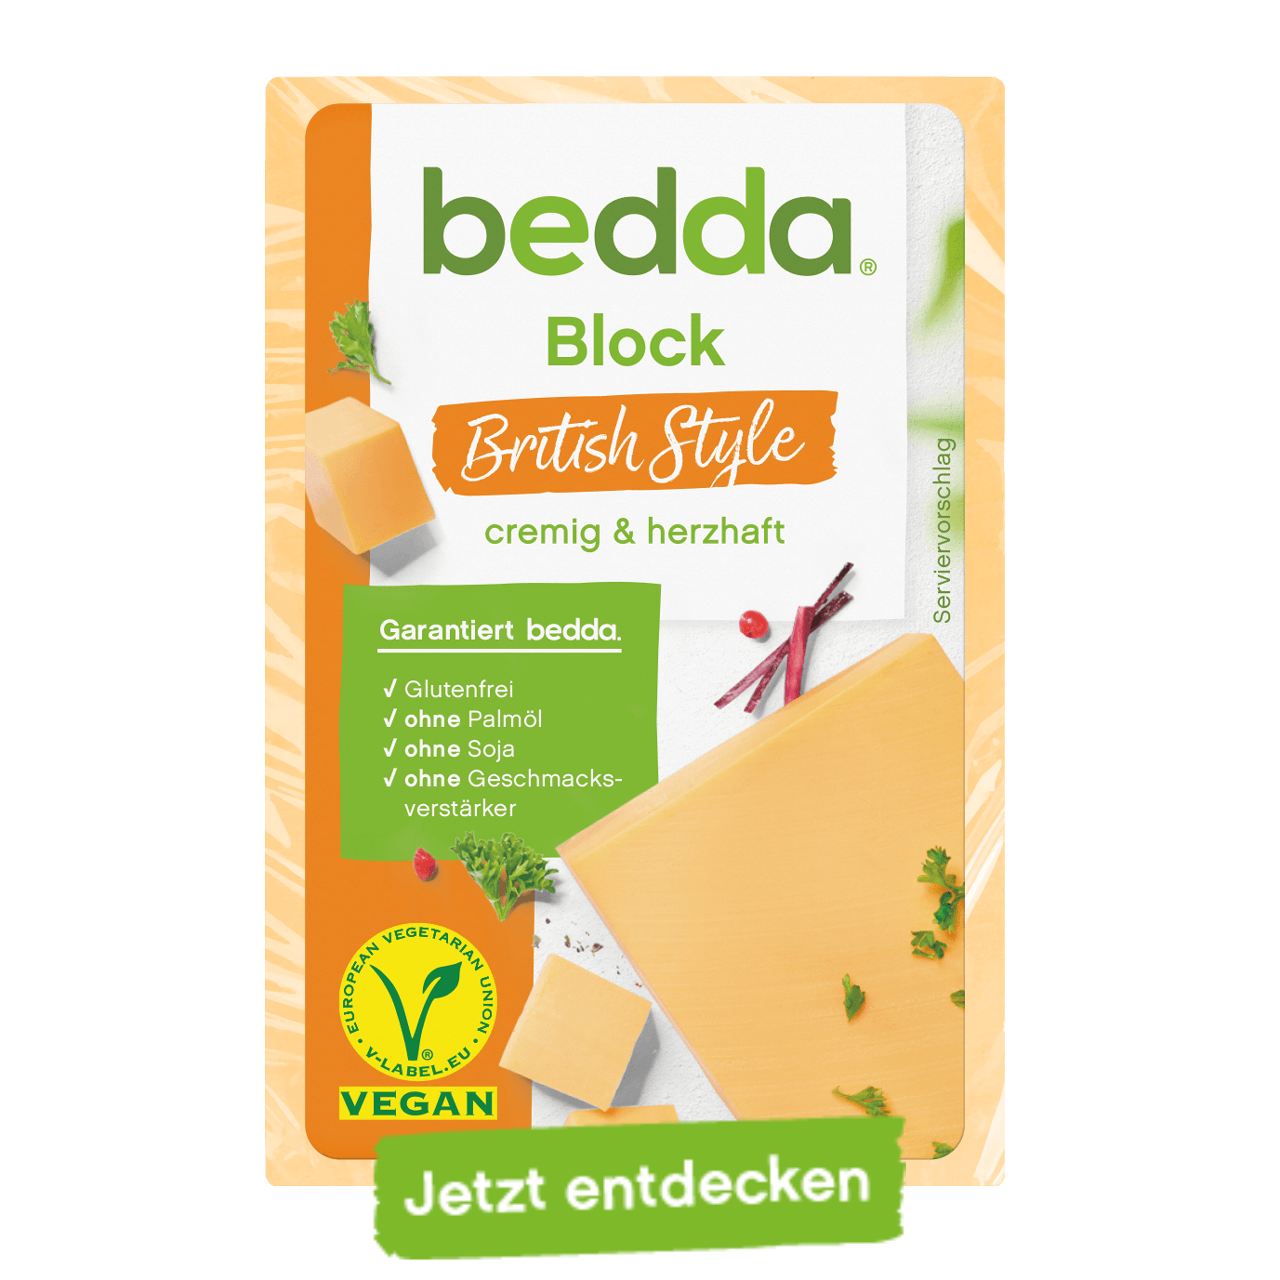 bedda®
Block
British Style
cremig & herzhaft
Serviervorschlag
Garantiert bedda.
✓ Glutenfrei
✓ ohne Palmöl
✓ ohne Soja
✓ ohne Geschmacks-
verstärker
· EUROPEAN VEGETARIAN UNION ·
V-LABEL.EU
®
VEGAN
Jetzt entdecken